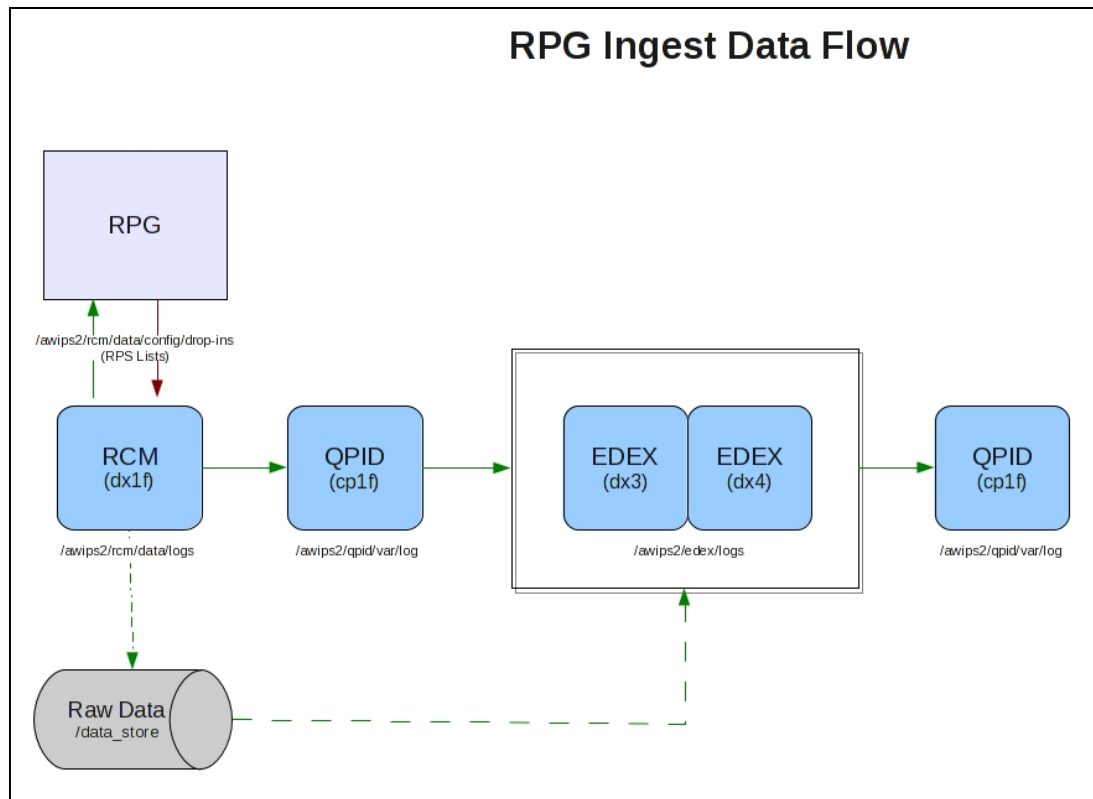 RPG Ingest Data Flow
RPG
/awips2/rcm/data/config/drop-ins
(RPS Lists)
RCM
(dx1f)
QPID
(cp1f)
EDEX
(dx3)
EDEX
(dx4)
QPID
(cp1f)
/awips2/rcm/data/logs
/awips2/qpid/var/log
/awips2/edex/logs
/awips2/qpid/var/log
Raw Data
/data_store